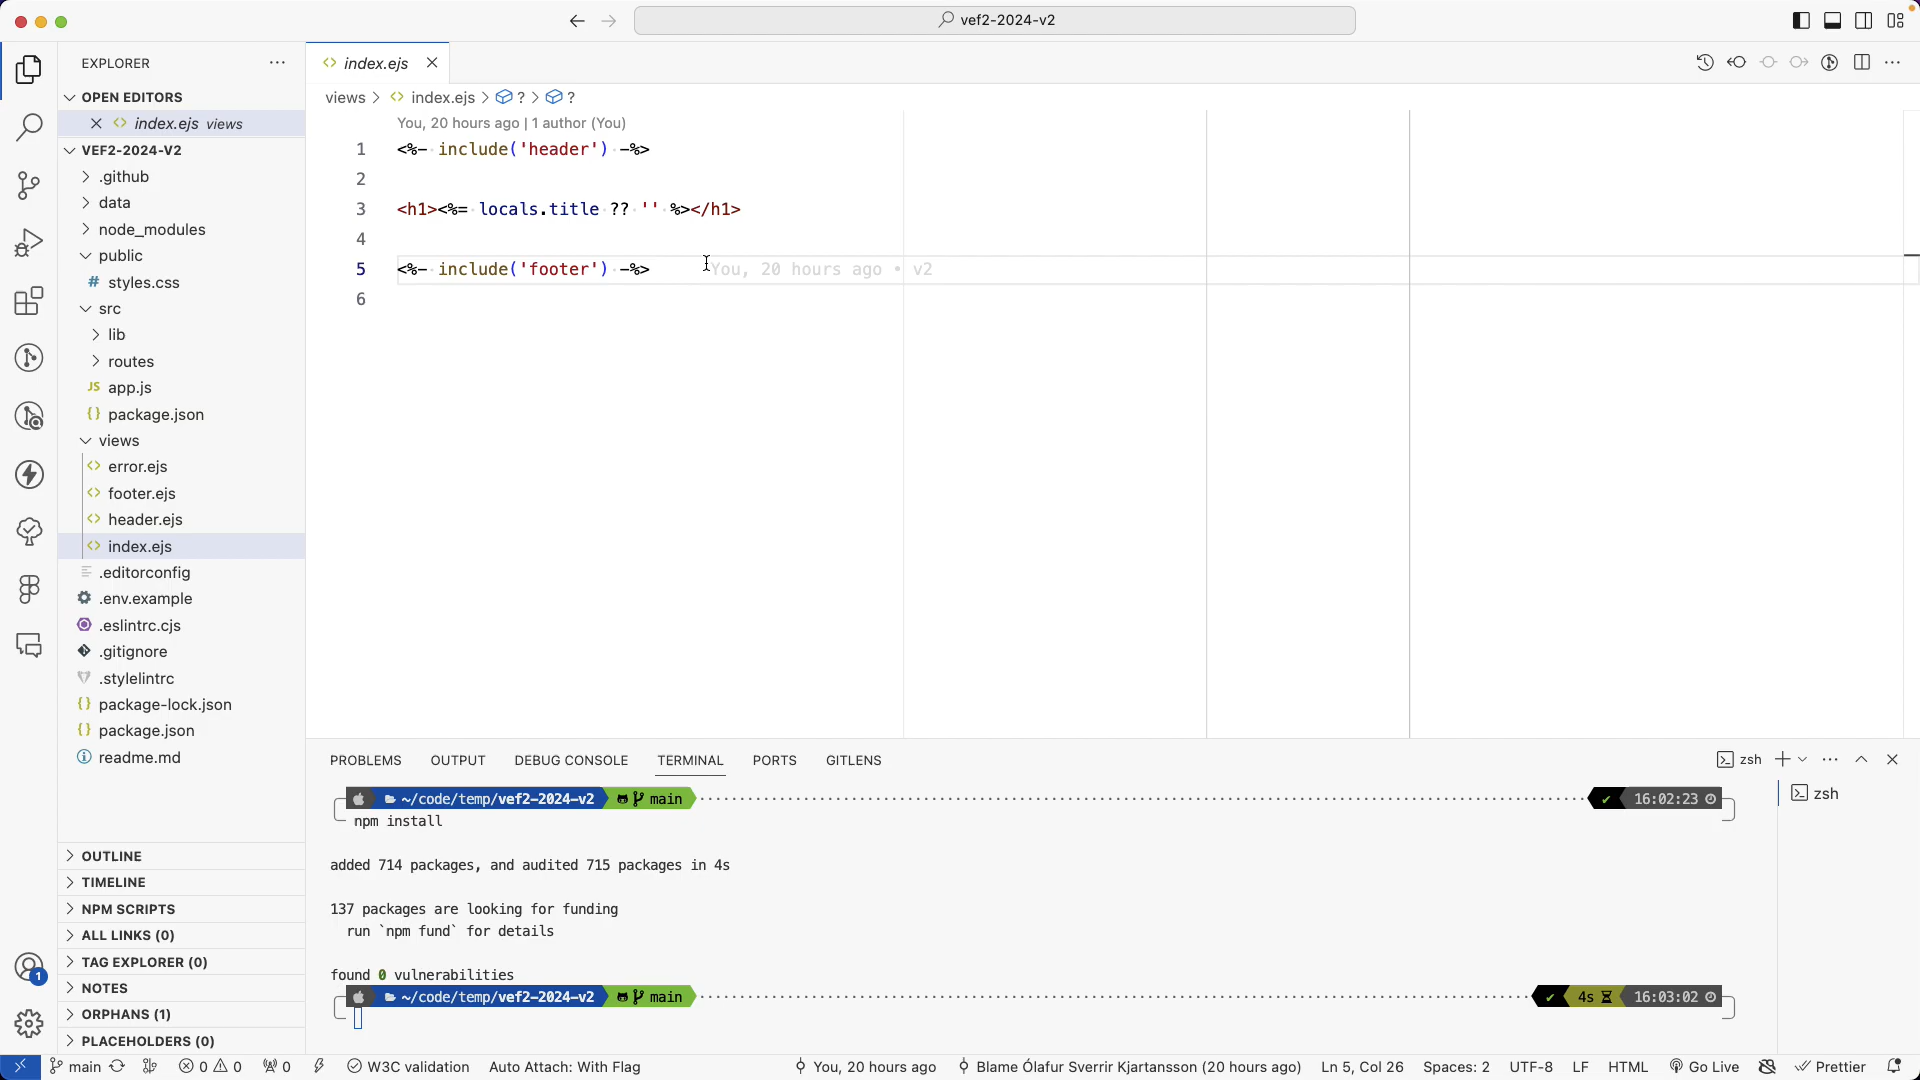 vef2-2024-v2
EXPLORER
OPEN EDITORS
index.ejs views
VEF2-2024-V2
.github
data
node_modules
public
# styles.css
src
lib
routes
JS app.js
{} package.json
views
<> error.ejs
<> footer.ejs
<> header.ejs
<> index.ejs
.editorconfig
.env.example
.eslintrc.cjs
.gitignore
.stylelintrc
{} package-lock.json
{} package.json
readme.md
OUTLINE
TIMELINE
NPM SCRIPTS
ALL LINKS (0)
TAG EXPLORER (0)
NOTES
ORPHANS (1)
PLACEHOLDERS (0)
1
<> index.ejs
views > <> index.ejs > ? > ?
You, 20 hours ago | 1 author (You)
1 <%- include('header') -%>
2
3 <h1><%= locals.title ?? '' %></h1>
4
5 <%- include('footer') -%> You, 20 hours ago • v2
6
PROBLEMS OUTPUT DEBUG CONSOLE TERMINAL PORTS GITLENS
zsh
zsh
~/code/temp/vef2-2024-v2 main ✔ 16:02:23
npm install
added 714 packages, and audited 715 packages in 4s
137 packages are looking for funding
run `npm fund` for details
found 0 vulnerabilities
~/code/temp/vef2-2024-v2 main ✔ 4s 16:03:02
main 0 0 0 W3C validation Auto Attach: With Flag You, 20 hours ago Blame Ólafur Sverrir Kjartansson (20 hours ago) Ln 5, Col 26 Spaces: 2 UTF-8 LF HTML Go Live Prettier